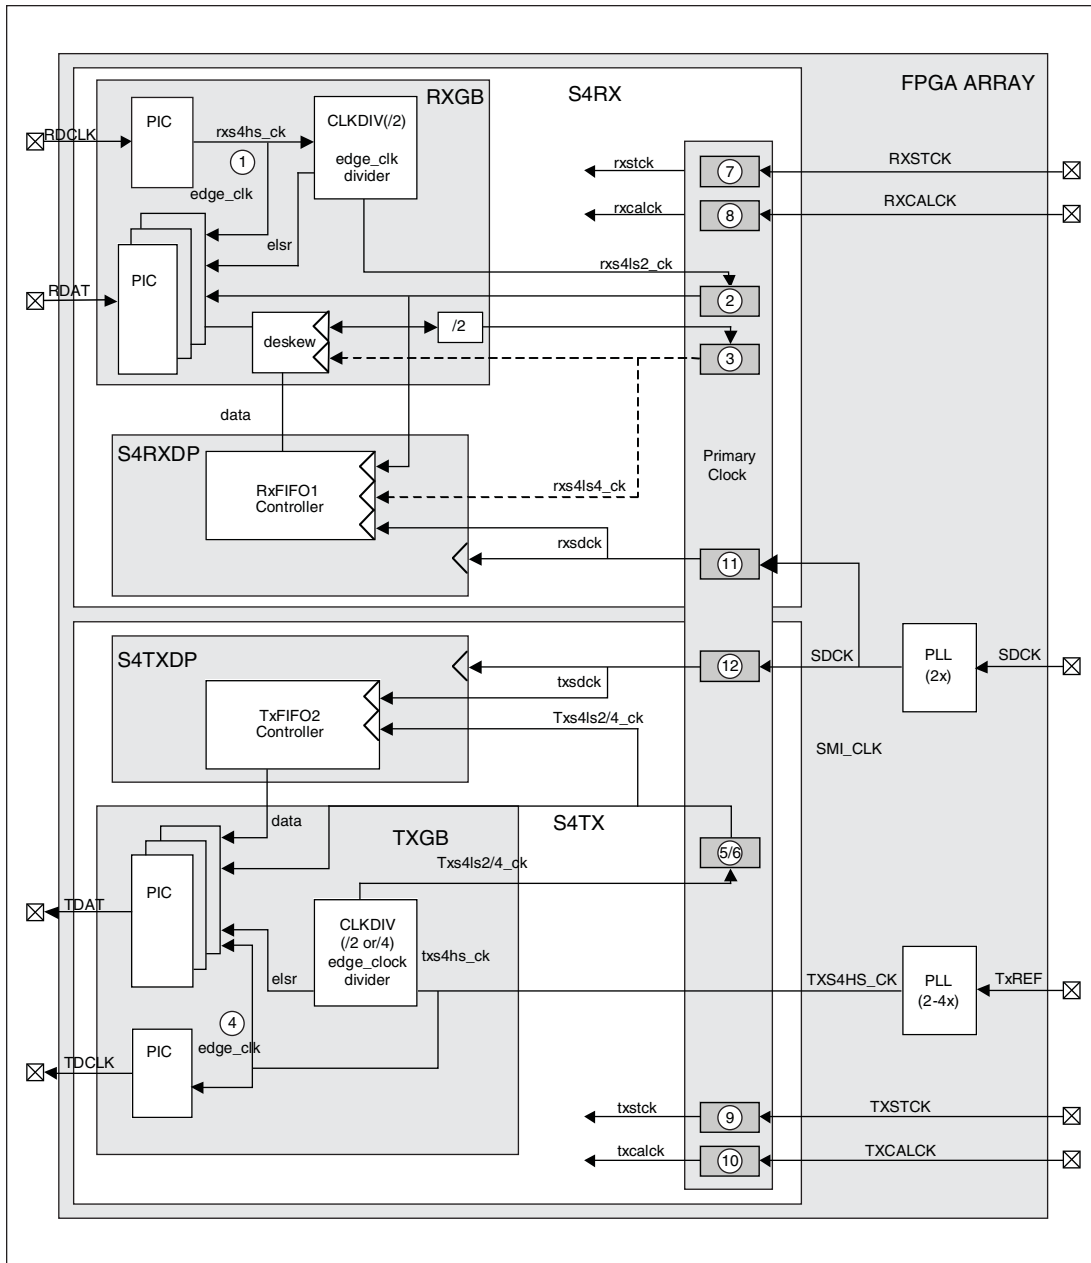 FPGA ARRAY
RXGB
S4RX
PIC
rxs4hs_ck
CLKDIV(/2)
edge_clk
divider
RDCLK
1
edge_clk
elsr
7
rxstck
RXSTCK
8
rxcalck
RXCALCK
rxs4ls2_ck
PIC
RDAT
2
deskew
/2
3
data
S4RXDP
Primary
Clock
RxFIFO1
Controller
rxs4ls4_ck
rxsdck
11
S4TXDP
12
SDCK
PLL
(2x)
SDCK
txsdck
TxFIFO2
Controller
Txs4ls2/4_ck
SMI_CLK
data
S4TX
TXGB
5/6
Txs4ls2/4_ck
PIC
TDAT
CLKDIV
(/2 or/4)
edge_clock
divider
txs4hs_ck
elsr
TXS4HS_CK
PLL
(2-4x)
TxREF
4
edge_clk
PIC
TDCLK
txstck
9
TXSTCK
txcalck
10
TXCALCK